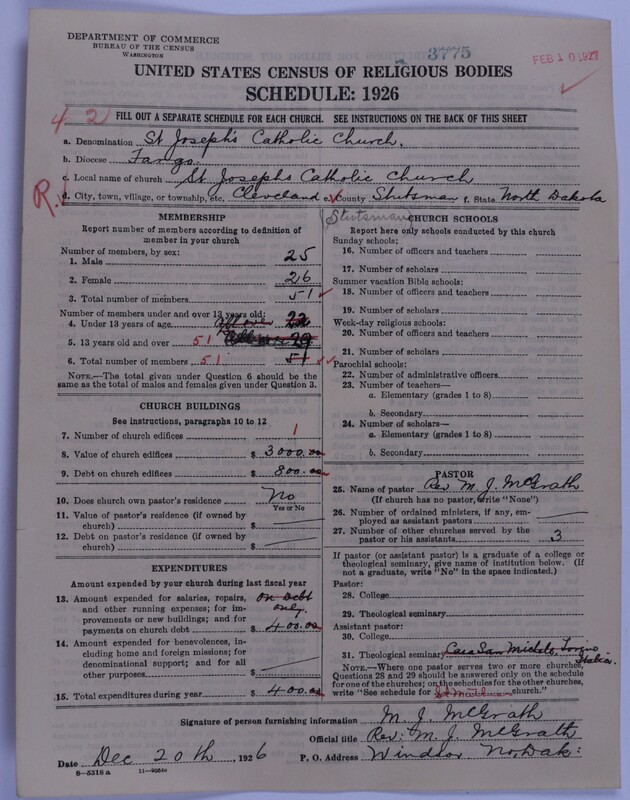 DEPARTMENT OF COMMERCE
BUREAU OF THE CENSUS
WASHINGTON
3775
FEB 10 1927
UNITED STATES CENSUS OF RELIGIOUS BODIES
SCHEDULE: 1926
4 2
FILL OUT A SEPARATE SCHEDULE FOR EACH CHURCH. SEE INSTRUCTIONS ON THE BACK OF THIS SHEET
a. Denomination St Joseph's Catholic Church.
b. Diocese Fargo.
c. Local name of church St Josephs Catholic Church
R.
d. City, town, village, or township, etc. Cleveland e. County Stutsman f. State North Dakota
Stutsman
MEMBERSHIP
Report number of members according to definition of
member in your church
Number of members, by sex:
1. Male 25
2. Female 26
3. Total number of members 51
Number of members under and over 13 years old:
4. Under 13 years of age All over 22
5. 13 years old and over 51 29
6. Total number of members 51 51
NOTE.—The total given under Question 6 should be
same as the total of males and females given under Question 3.
CHURCH BUILDINGS
See instructions, paragraphs 10 to 12
7. Number of church edifices 1
8. Value of church edifices $ 3000.00
9. Debt on church edifices $ 800.00
10. Does church own pastor's residence No
Yes or No
11. Value of pastor's residence (if owned by
church) $
12. Debt on pastor's residence (if owned by
church) $
EXPENDITURES
Amount expended by your church during last fiscal year
13. Amount expended for salaries, repairs, on Debt
and other running expenses; for im- only.
provements or new buildings; and for
payments on church debt $ 400.00
14. Amount expended for benevolences, in-
cluding home and foreign missions; for
denominational support; and for all
other purposes $
15. Total expenditures during year $ 400.00
CHURCH SCHOOLS
Report here only schools conducted by this church
Sunday schools:
16. Number of officers and teachers
17. Number of scholars
Summer vacation Bible schools:
18. Number of officers and teachers
19. Number of scholars
Week-day religious schools:
20. Number of officers and teachers
21. Number of scholars
Parochial schools:
22. Number of administrative officers
23. Number of teachers—
a. Elementary (grades 1 to 8)
b. Secondary
24. Number of scholars—
a. Elementary (grades 1 to 8)
b. Secondary
PASTOR
25. Name of pastor Rev M. J. McGrath
(If church has no pastor, write "None")
26. Number of ordained ministers, if any, em-
ployed as assistant pastors
27. Number of other churches served by the
pastor or his assistants 3
If pastor (or assistant pastor) is a graduate of a college or
theological seminary, give name of institution below. (If
not a graduate, write "No" in the space indicated.)
Pastor:
28. College
29. Theological seminary
Assistant pastor:
30. College
31. Theological seminary Casa San Michele, Torino
Italia.
NOTE.—Where one pastor serves two or more churches,
Questions 28 and 29 should be answered only on the schedule
for one of the churches; on the schedules for the other churches,
write "See schedule for church."
Signature of person furnishing information M. J. McGrath
Official title Rev: M. J. McGrath
Date Dec 20th, 1926 P. O. Address Windsor No. Dak:
8—5318 a